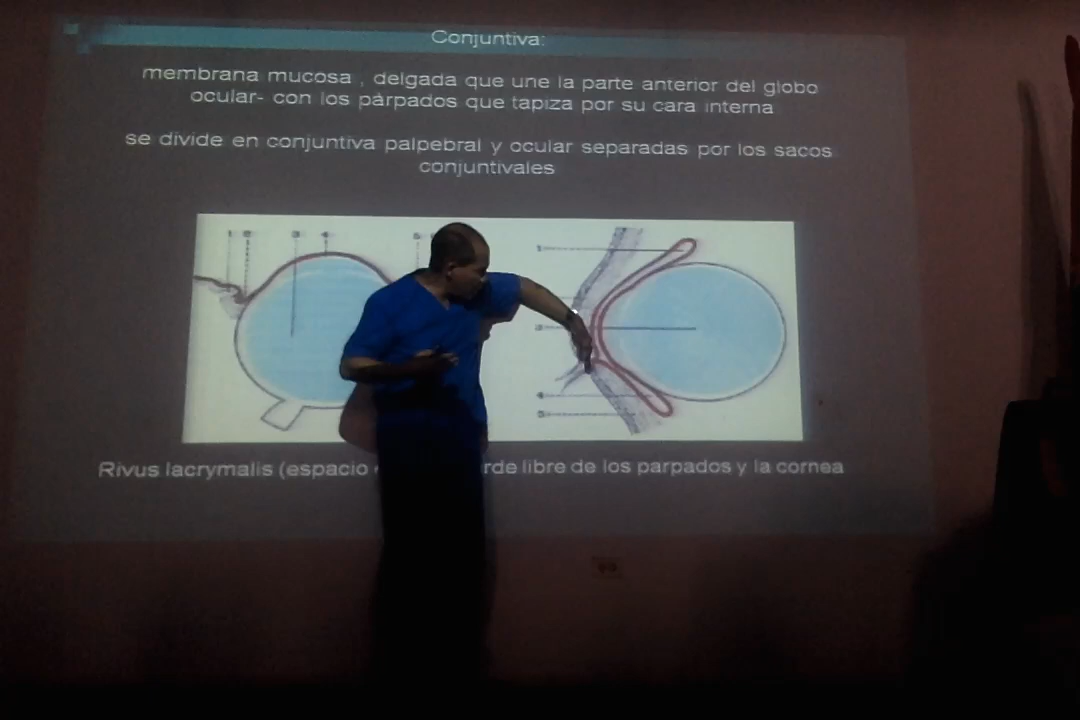 Conjuntiva:
membrana mucosa , delgada que une la parte anterior del globo
ocular- con los pàrpados que tapiza por su cara interna
se divide en conjuntiva palpebral y ocular separadas por los sacos
conjuntivales
Rivus lacrymalis (espacio rde libre de los parpados y la cornea